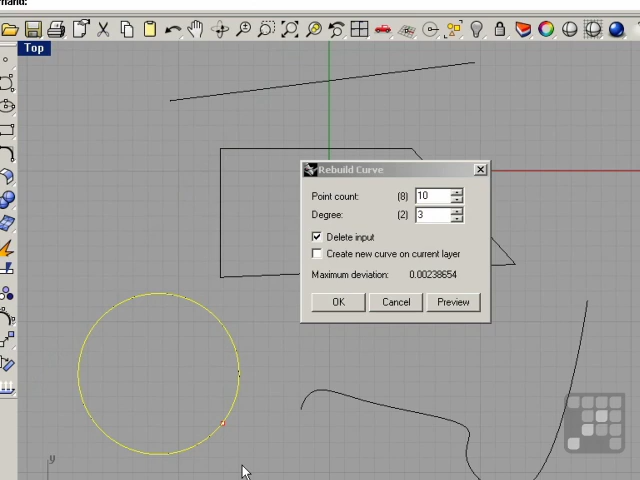 mand:
Top
Rebuild Curve
Point count: (8) 10
Degree: (2) 3
Delete input
Create new curve on current layer
Maximum deviation: 0.00238654
OK Cancel Preview
y